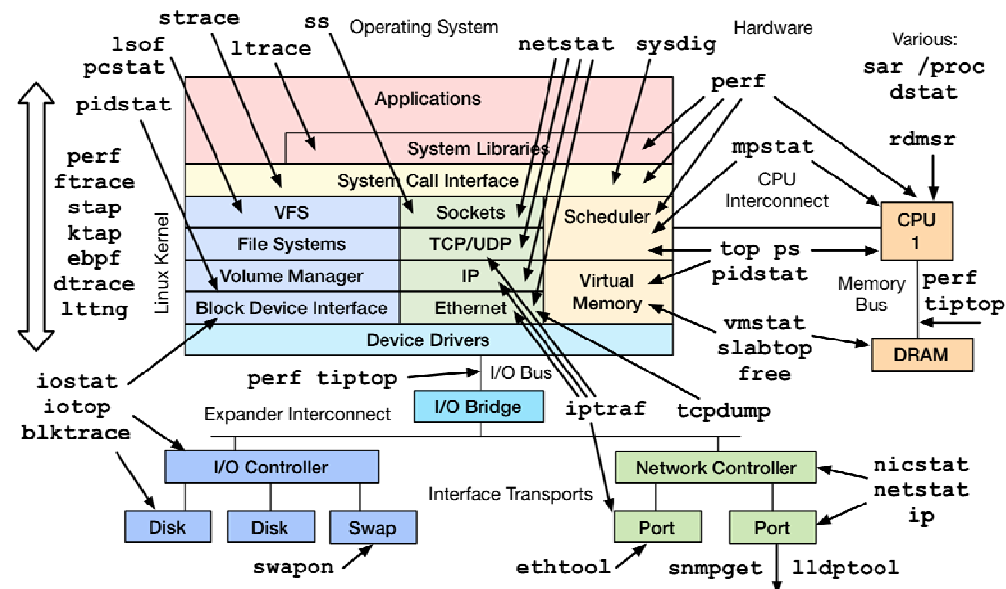 strace
ss
Operating System
Hardware
Various:
lsof
ltrace
netstat
sysdig
sar /proc
pcstat
dstat
pidstat
Applications
perf
rdmsr
System Libraries
mpstat
perf
ftrace
stap
ktap
ebpf
dtrace
lttng
Linux Kernel
System Call Interface
CPU
Interconnect
VFS
Sockets
Scheduler
CPU
1
File Systems
TCP/UDP
top ps
pidstat
Volume Manager
IP
Virtual
Memory
Memory
Bus
perf
tiptop
Block Device Interface
Ethernet
vmstat
slabtop
free
DRAM
Device Drivers
iostat
iotop
blktrace
perf tiptop
I/O Bus
I/O Bridge
iptraf
tcpdump
Expander Interconnect
I/O Controller
Network Controller
nicstat
netstat
ip
Interface Transports
Disk
Disk
Swap
Port
Port
swapon
ethtool
snmpget
lldptool